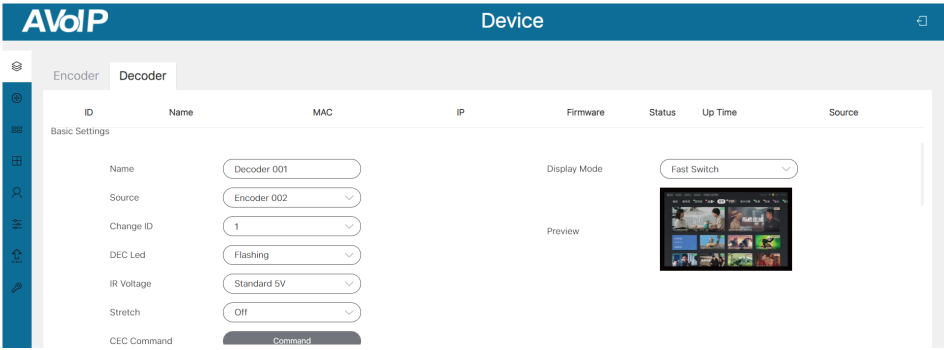 AVoIP
Device
Encoder Decoder
ID Name MAC IP Firmware Status Up Time Source
Basic Settings
Name Decoder 001 Display Mode Fast Switch
Source Encoder 002
Change ID 1 Preview
DEC Led Flashing
IR Voltage Standard 5V
Stretch Off
CEC Command Command